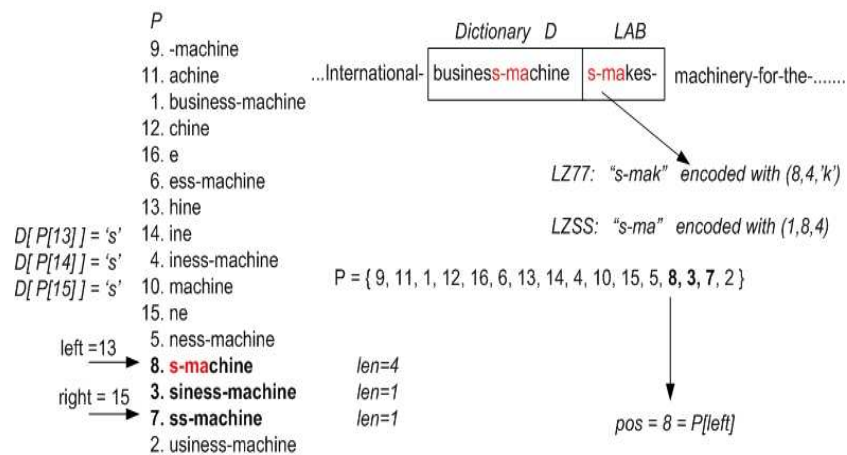 P
9. -machine
11. achine
1. business-machine
12. chine
16. e
6. ess-machine
13. hine
14. ine
4. iness-machine
10. machine
15. ne
5. ness-machine
8. s-machine
3. siness-machine
7. ss-machine
2. usiness-machine
D[ P[13] ] = ‘s’
D[ P[14] ] = ‘s’
D[ P[15] ] = ‘s’
left =13
right = 15
len=4
len=1
len=1
Dictionary D LAB
...International- business-machine s-makes- machinery-for-the-.......
LZ77: “s-mak” encoded with (8,4,’k’)
LZSS: “s-ma” encoded with (1,8,4)
P = { 9, 11, 1, 12, 16, 6, 13, 14, 4, 10, 15, 5, 8, 3, 7, 2 }
pos = 8 = P[left]